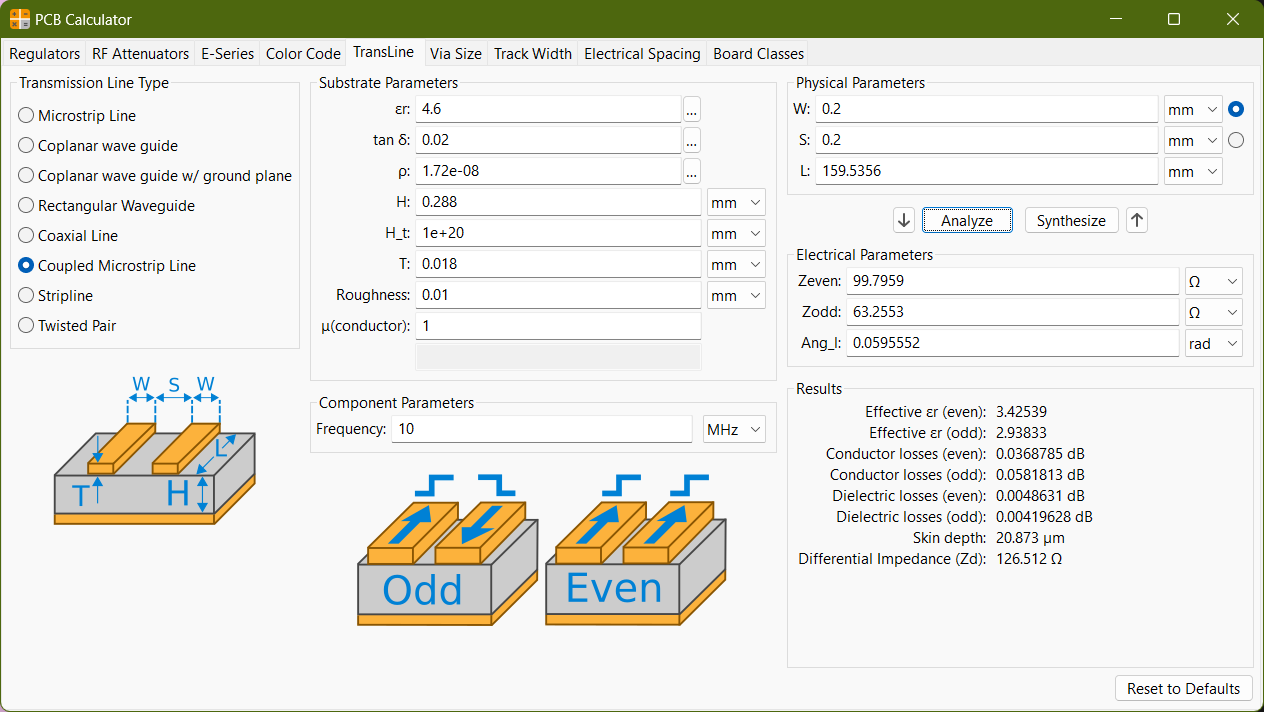 PCB Calculator
Regulators RF Attenuators E-Series Color Code TransLine Via Size Track Width Electrical Spacing Board Classes
Transmission Line Type
Microstrip Line
Coplanar wave guide
Coplanar wave guide w/ ground plane
Rectangular Waveguide
Coaxial Line
Coupled Microstrip Line
Stripline
Twisted Pair
W S W
L
T H
Substrate Parameters
εr: 4.6 ...
tan δ: 0.02 ...
ρ: 1.72e-08 ...
H: 0.288 mm
H_t: 1e+20 mm
T: 0.018 mm
Roughness: 0.01 mm
μ(conductor): 1
Component Parameters
Frequency: 10 MHz
Odd Even
Physical Parameters
W: 0.2 mm
S: 0.2 mm
L: 159.5356 mm
Analyze Synthesize
Electrical Parameters
Zeven: 99.7959 Ω
Zodd: 63.2553 Ω
Ang_l: 0.0595552 rad
Results
Effective εr (even): 3.42539
Effective εr (odd): 2.93833
Conductor losses (even): 0.0368785 dB
Conductor losses (odd): 0.0581813 dB
Dielectric losses (even): 0.0048631 dB
Dielectric losses (odd): 0.00419628 dB
Skin depth: 20.873 μm
Differential Impedance (Zd): 126.512 Ω
Reset to Defaults